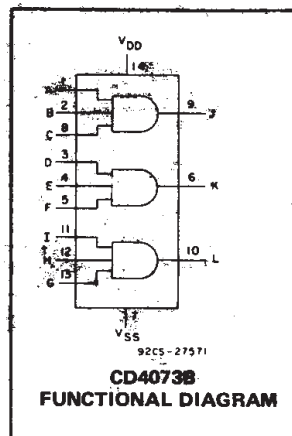 VDD
14
B 2 9 J
C 8
D 3
E 4 6 K
F 5
I 11
H 12 10 L
G 13
VSS
92CS-27571
CD4073B
FUNCTIONAL DIAGRAM